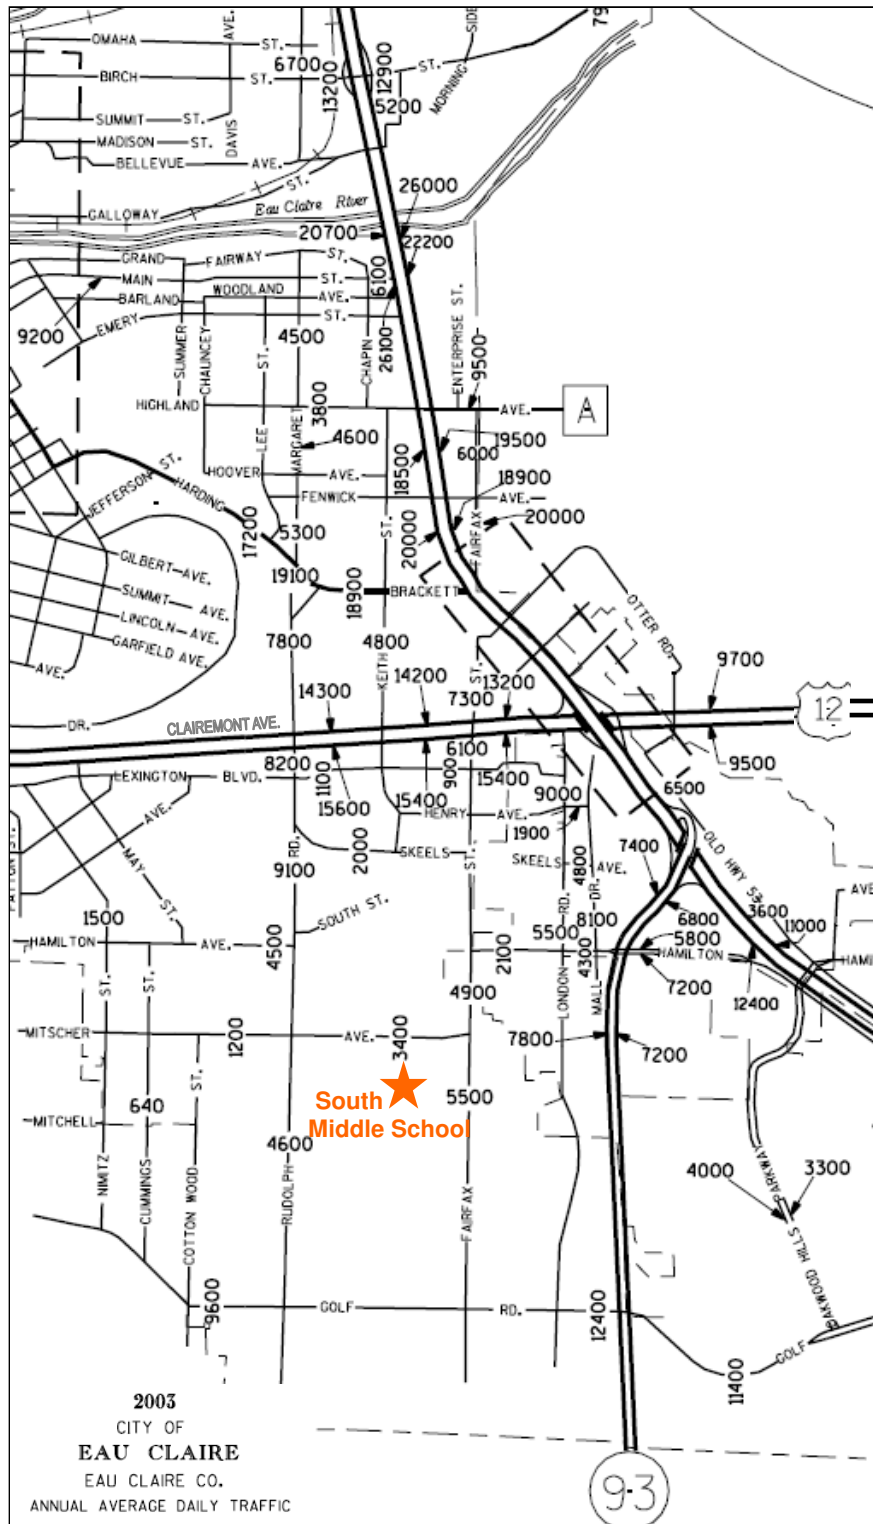 OMAHA ST.
AVE.
BIRCH ST.
SUMMIT ST.
MADISON ST.
DAVIS
BELLEVUE AVE.
ST.
GALLOWAY
6700
13200
12900
5200
ST.
MORNING
SIDE
79
Eau Claire River
26000
20700
22200
GRAND
FAIRWAY ST.
MAIN ST.
WOODLAND AVE.
BARLAND
EMERY ST.
9200
6100
26100
4500
SUMMER
CHAUNCEY
LEE ST.
MARGARET
CHAPIN
ENTERPRISE ST.
9500
HIGHLAND
3800
AVE.
A
4600
19500
6000
18500
HOOVER AVE.
FENWICK AVE.
18900
20000
20000
FAIRFAX
JEFFERSON ST.
HARDING
17200
5300
19100
18900
BRACKETT
ST.
GILBERT AVE.
SUMMIT AVE.
LINCOLN AVE.
GARFIELD AVE.
AVE.
7800
4800
KEITH
ST.
OTTER RD.
14300
14200
13200
7300
9700
12
DR.
CLAIREMONT AVE.
6100
8200
9500
LEXINGTON BLVD.
1100
15600
15400
900
15400
9000
6500
AVE.
HENRY AVE.
1900
PATTON ST.
MAY ST.
RD.
2000
SKEELS
ST.
SKEELS AVE.
4800
7400
OLD HWY 53
9100
SOUTH ST.
1500
DR.
RD.
8100
6800
3600
11000
AVE
HAMILTON AVE.
4500
2100
5500
4300
5800
HAMILTON
HAMI
ST.
ST.
4900
LONDON
MALL
7200
12400
MITSCHER
1200
AVE.
3400
7800
7200
ST.
South
Middle School
640
5500
MITCHELL
4600
4000
3300
PARKWAY
NIMITZ
CUMMINGS
COTTON WOOD
RUDOLPH
FAIRFAX
OAKWOOD HILLS
9600
GOLF RD.
12400
GOLF
11400
2003
CITY OF
EAU CLAIRE
EAU CLAIRE CO.
ANNUAL AVERAGE DAILY TRAFFIC
93